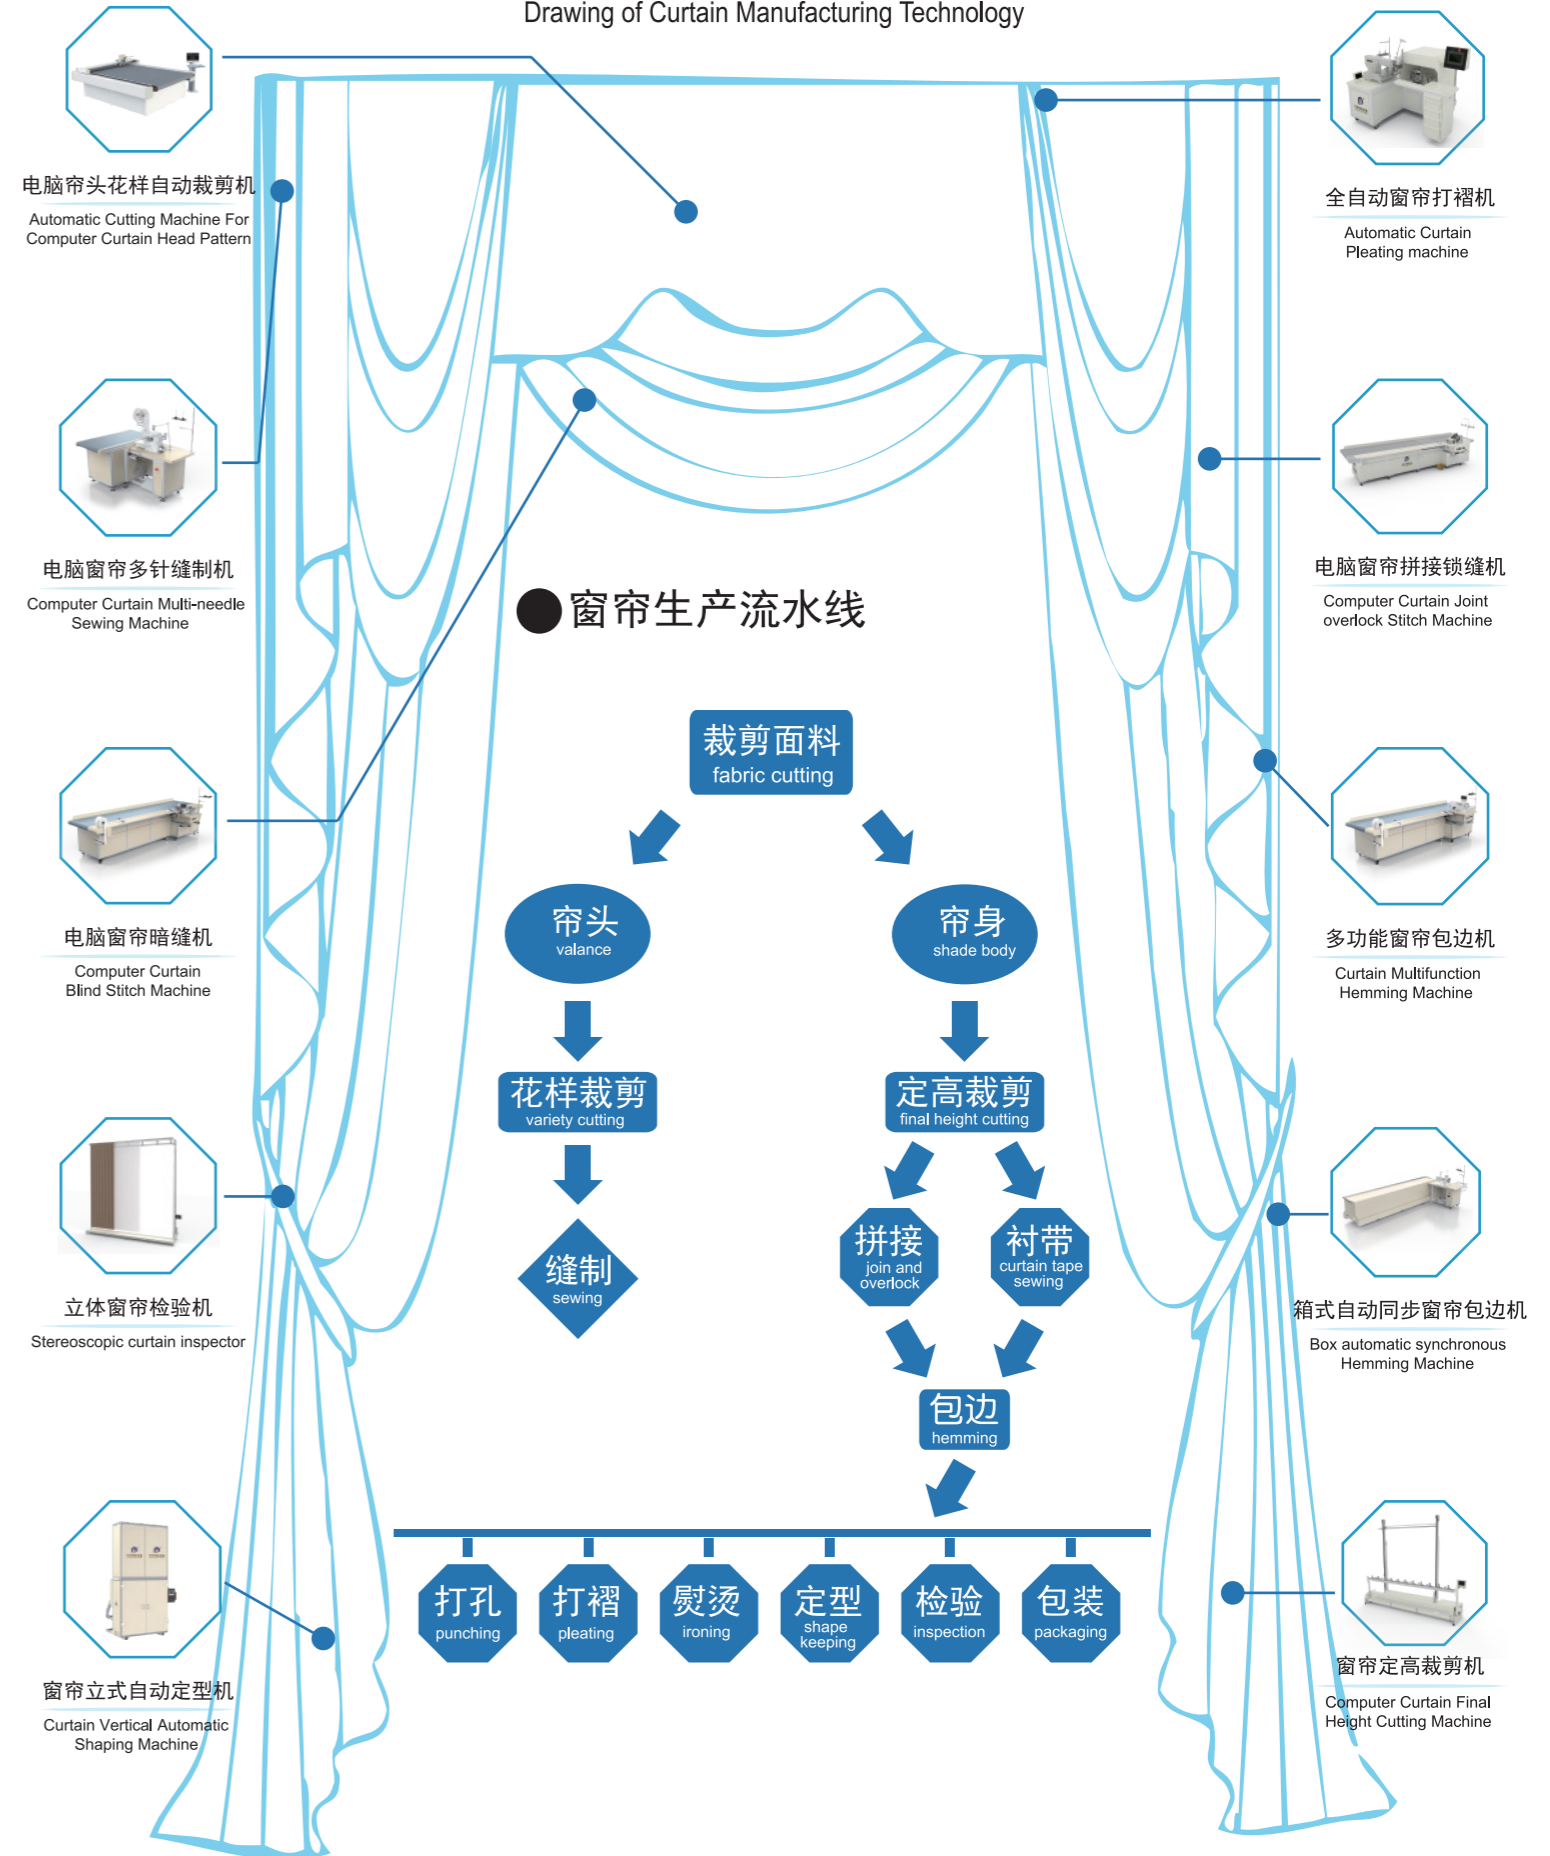 Drawing of Curtain Manufacturing Technology
电脑帘头花样自动裁剪机
Automatic Cutting Machine For
Computer Curtain Head Pattern
电脑窗帘多针缝制机
Computer Curtain Multi-needle
Sewing Machine
电脑窗帘暗缝机
Computer Curtain
Blind Stitch Machine
立体窗帘检验机
Stereoscopic curtain inspector
窗帘立式自动定型机
Curtain Vertical Automatic
Shaping Machine
●窗帘生产流水线
裁剪面料
fabric cutting
帘头
valance
帘身
shade body
花样裁剪
variety cutting
定高裁剪
final height cutting
缝制
sewing
拼接
join and
overlock
衬带
curtain tape
sewing
包边
hemming
打孔
punching
打褶
pleating
熨烫
ironing
定型
shape
keeping
检验
inspection
包装
packaging
全自动窗帘打褶机
Automatic Curtain
Pleating machine
电脑窗帘拼接锁缝机
Computer Curtain Joint
overlock Stitch Machine
多功能窗帘包边机
Curtain Multifunction
Hemming Machine
箱式自动同步窗帘包边机
Box automatic synchronous
Hemming Machine
窗帘定高裁剪机
Computer Curtain Final
Height Cutting Machine